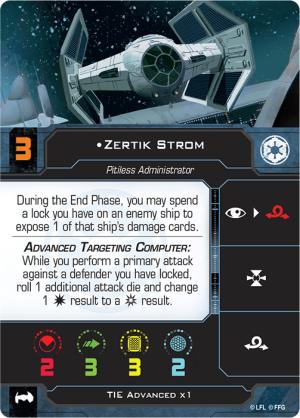 •Zertik Strom
3
Pitiless Administrator
During the End Phase, you may spend
a lock you have on an enemy ship to
expose 1 of that ship's damage cards.
Advanced Targeting Computer:
While you perform a primary attack
against a defender you have locked,
roll 1 additional attack die and change
1 result to a result.
2 3 3 2
TIE Advanced x1
© LFL © FFG